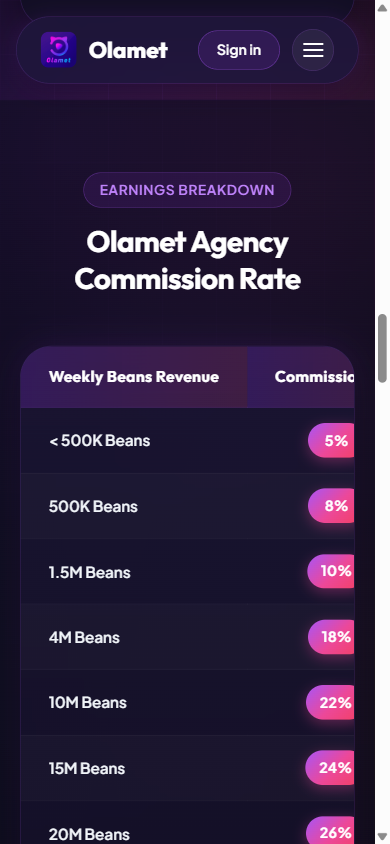 Olamet
Olamet
Sign in
EARNINGS BREAKDOWN
Olamet Agency
Commission Rate
Weekly Beans Revenue Commissio
< 500K Beans 5%
500K Beans 8%
1.5M Beans 10%
4M Beans 18%
10M Beans 22%
15M Beans 24%
20M Beans 26%